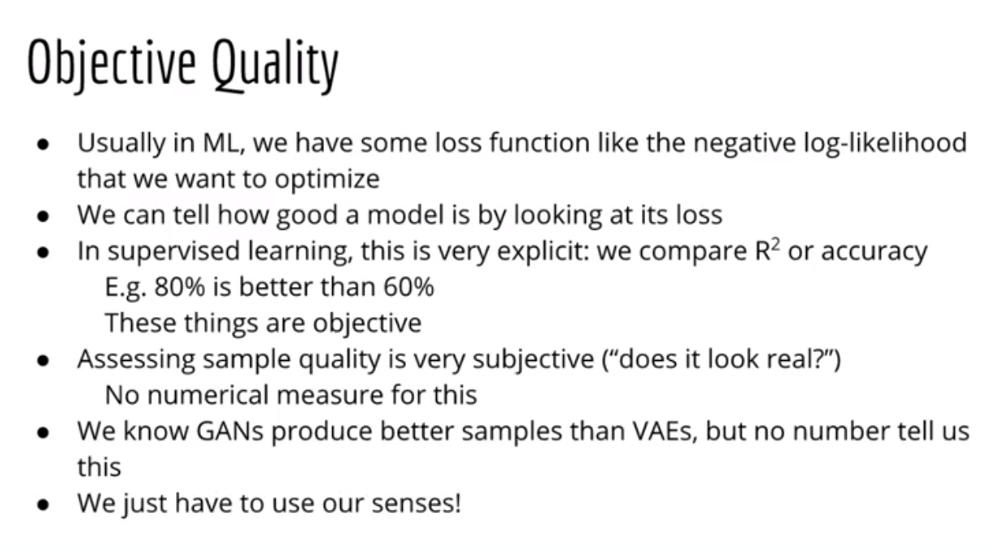 Objective Quality
● Usually in ML, we have some loss function like the negative log-likelihood
that we want to optimize
● We can tell how good a model is by looking at its loss
● In supervised learning, this is very explicit: we compare R² or accuracy
E.g. 80% is better than 60%
These things are objective
● Assessing sample quality is very subjective (“does it look real?”)
No numerical measure for this
● We know GANs produce better samples than VAEs, but no number tell us
this
● We just have to use our senses!